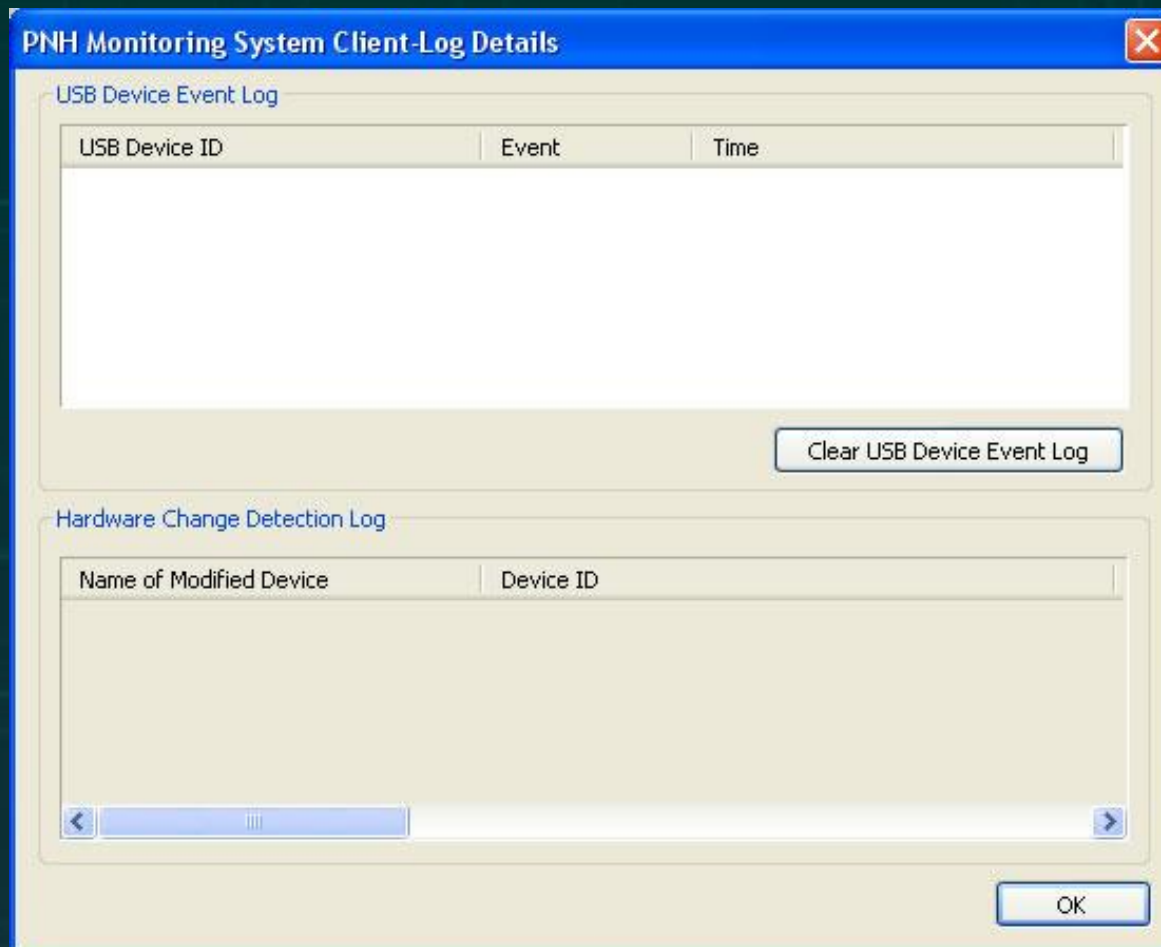 PNH Monitoring System Client-Log Details
USB Device Event Log
USB Device ID Event Time
Clear USB Device Event Log
Hardware Change Detection Log
Name of Modified Device Device ID
OK